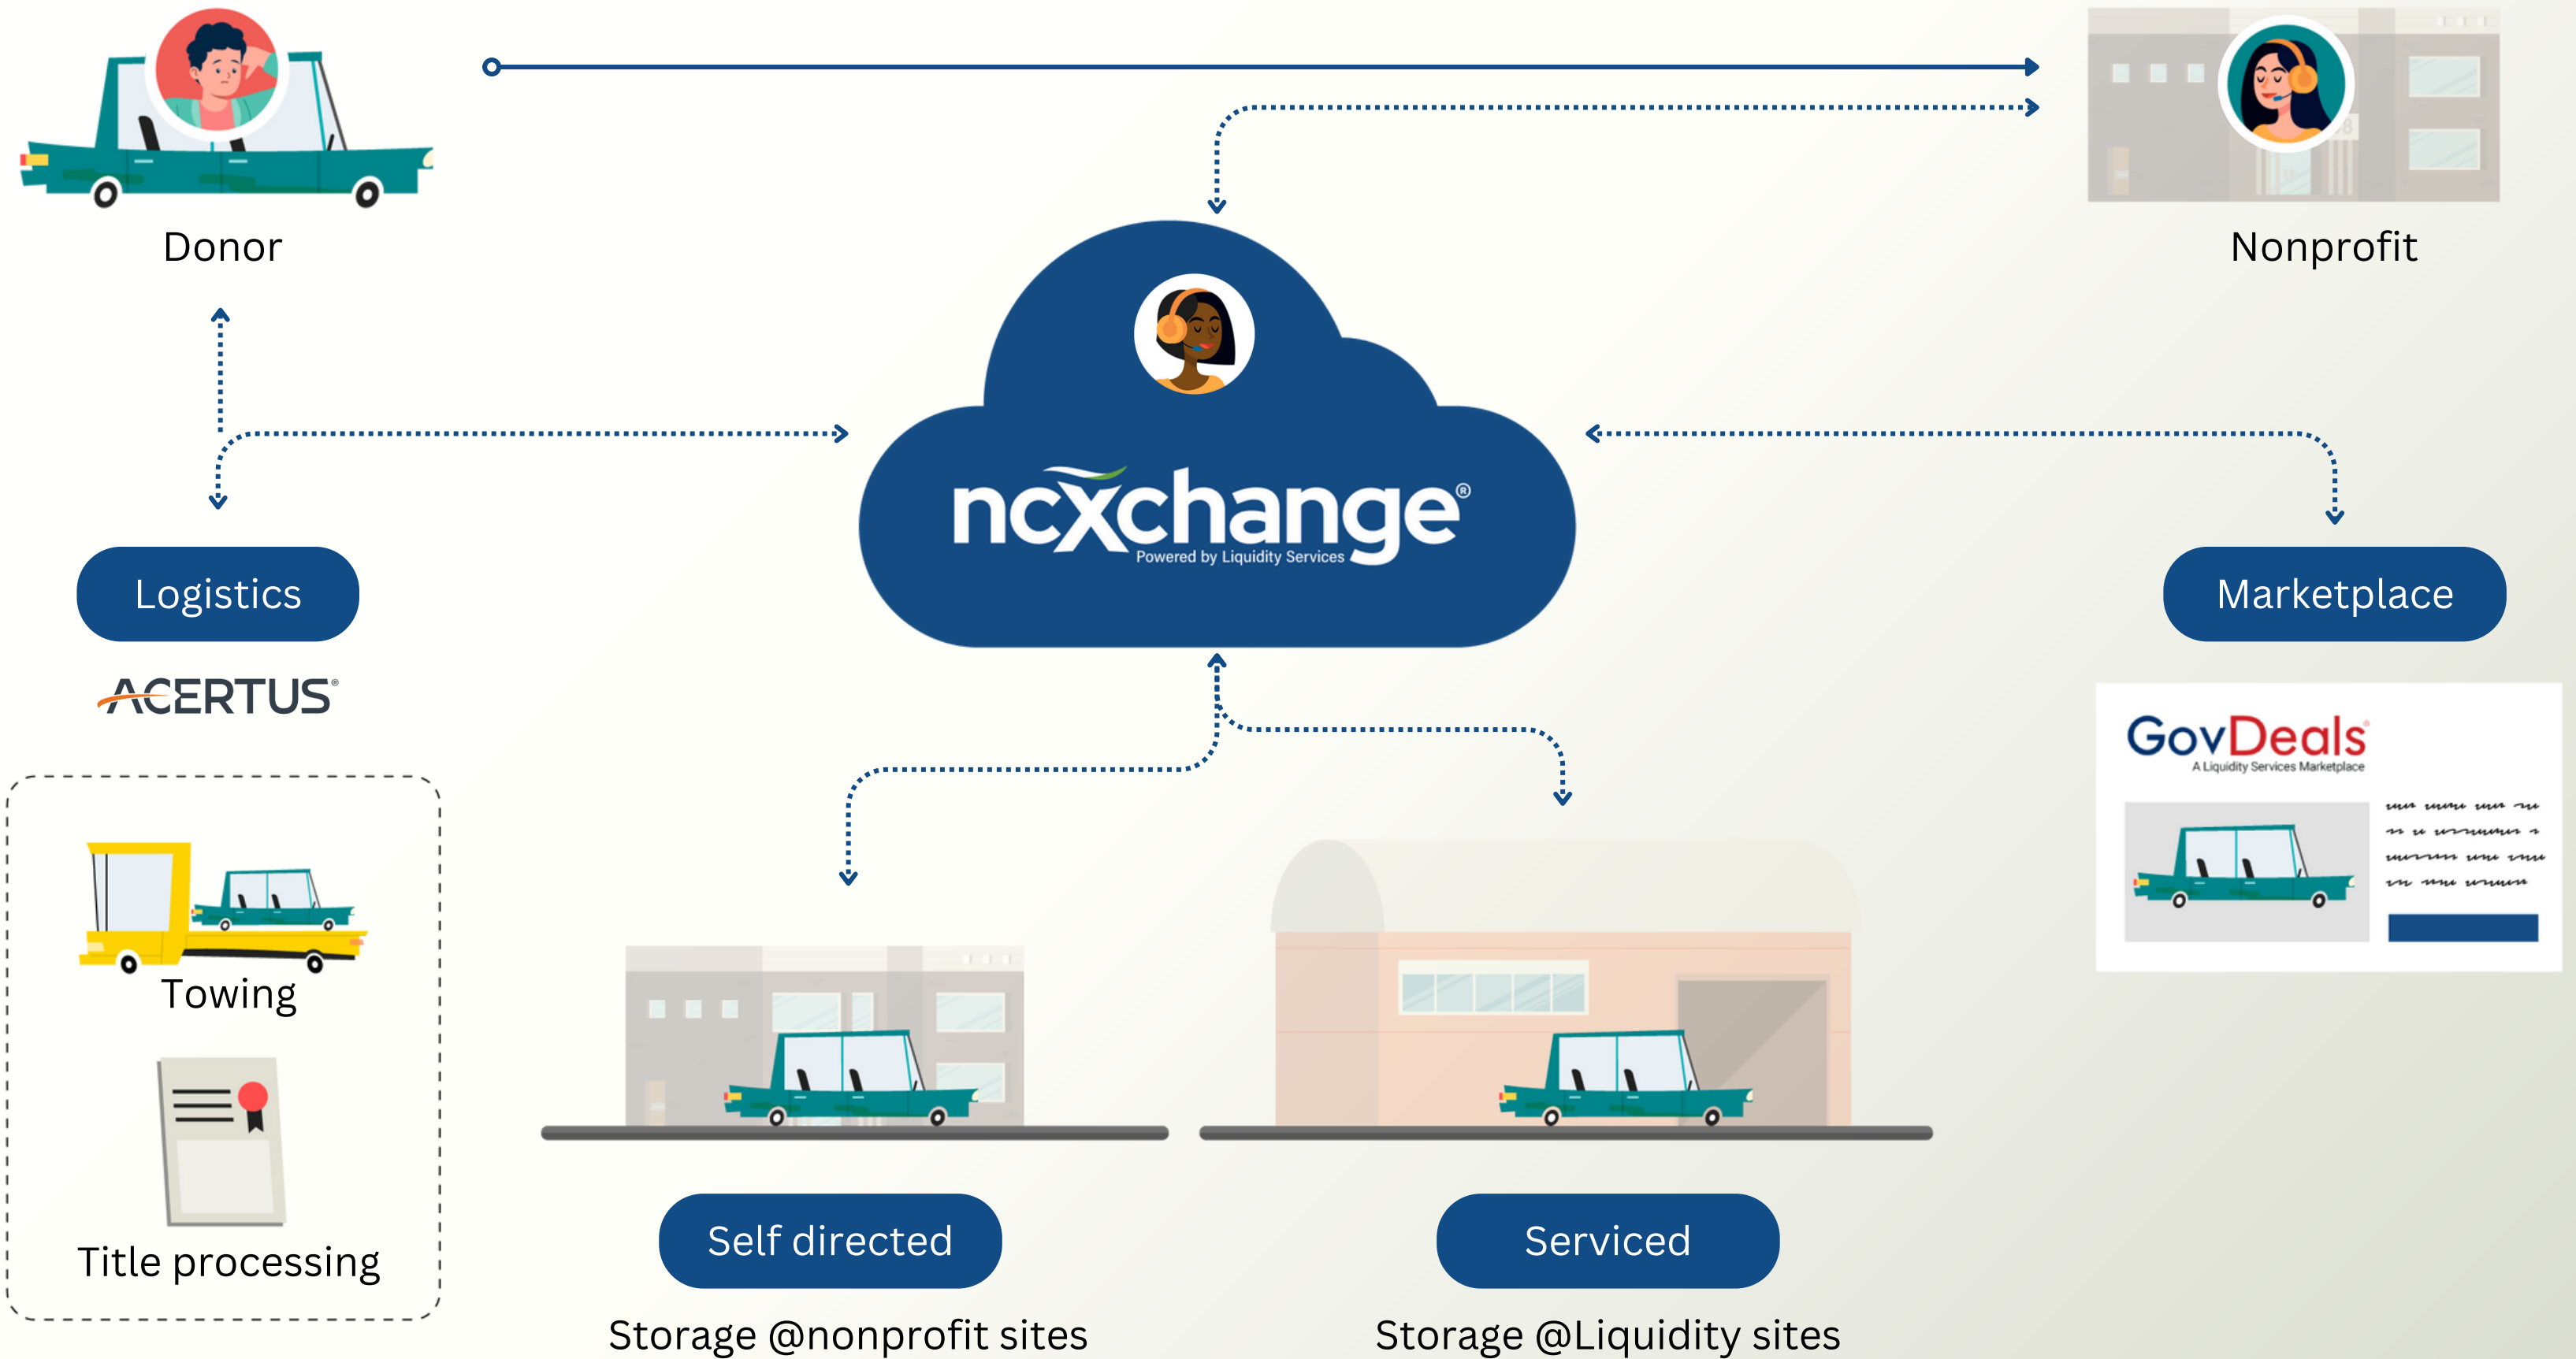 Donor
Nonprofit
ncxchange®
Powered by Liquidity Services
Logistics
ACERTUS®
Towing
Title processing
Self directed
Storage @nonprofit sites
Serviced
Storage @Liquidity sites
Marketplace
GovDeals®
A Liquidity Services Marketplace